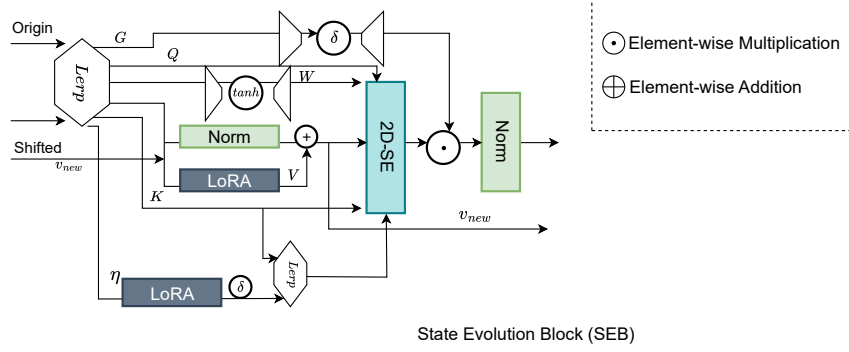 Origin
G
δ
Element-wise Multiplication
Q
Lerp
W
tanh
Element-wise Addition
Norm
+
2D-SE
Norm
Shifted
v_new
LoRA
V
K
v_new
η
Lerp
LoRA
δ
State Evolution Block (SEB)